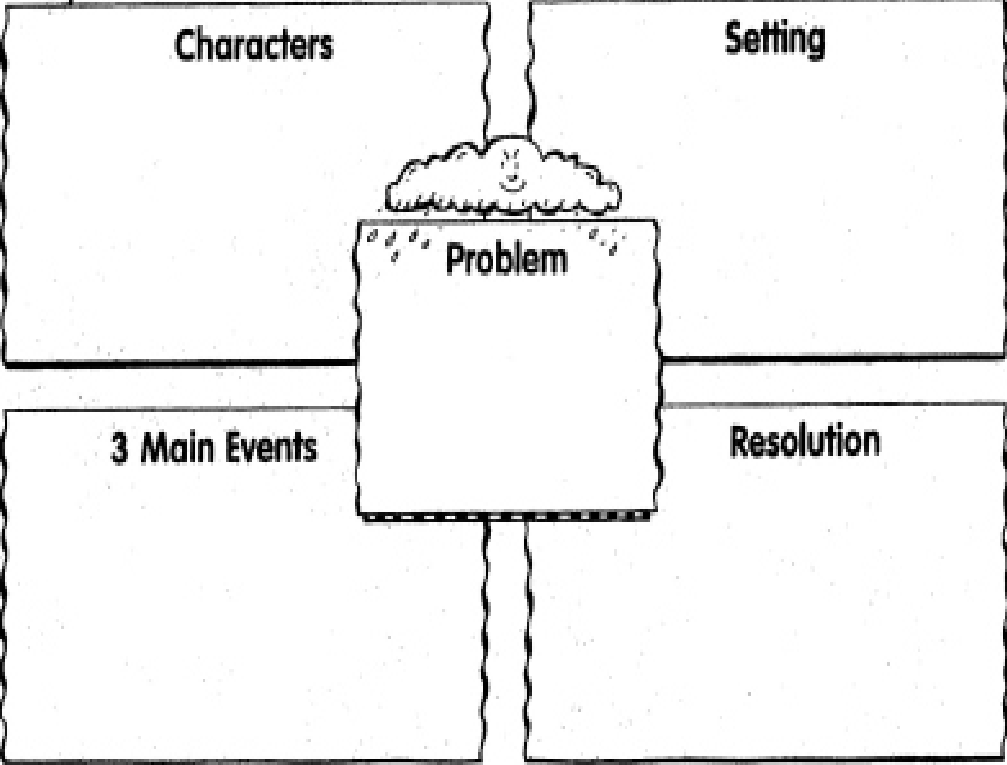 Characters
Setting
Problem
3 Main Events
Resolution